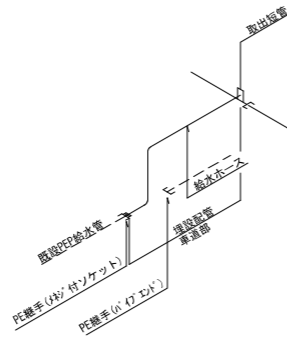 取出短管
給水ホース
既設PEP給水管
埋設配管
車道部
PE継手(メネジ付ソケット)
PE継手(パイプエンド)